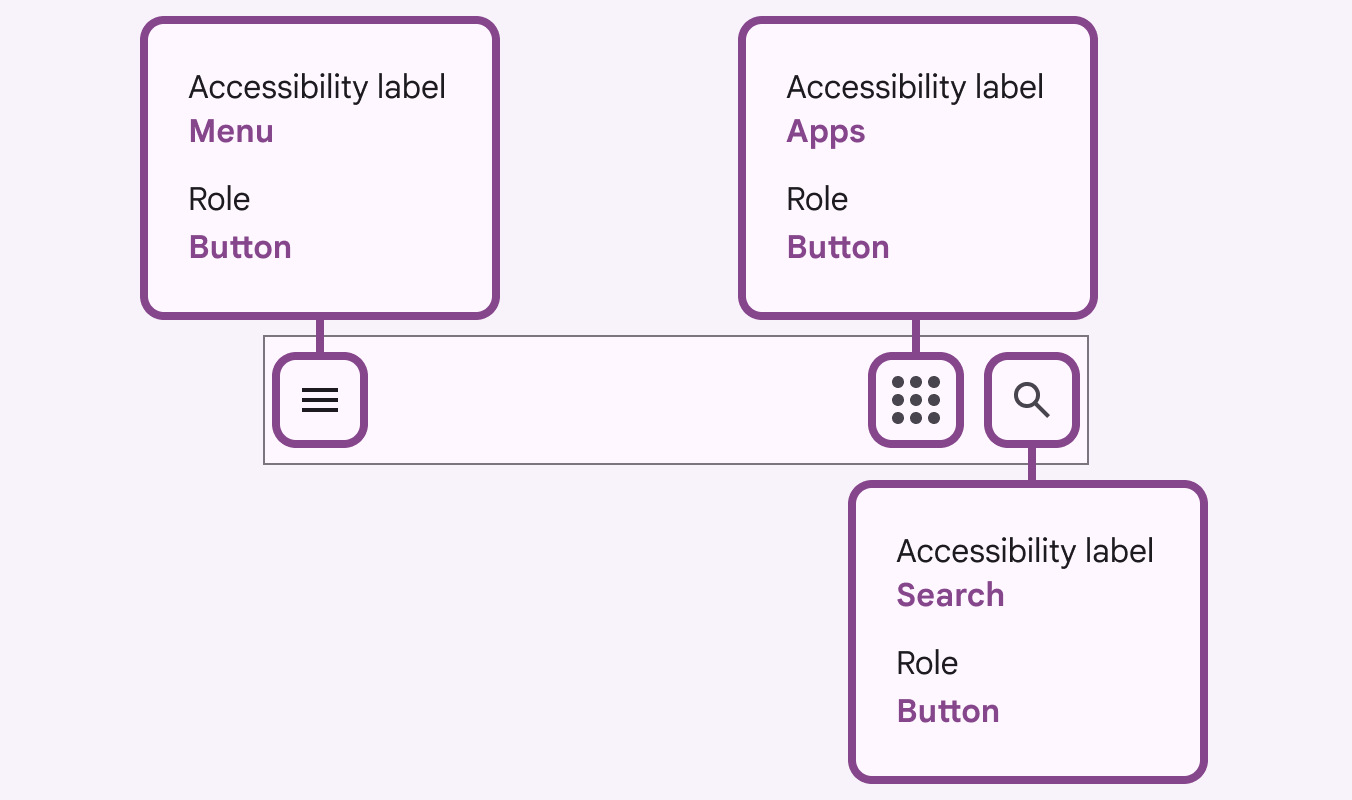 Accessibility label
Menu
Role
Button
Accessibility label
Apps
Role
Button
Accessibility label
Search
Role
Button